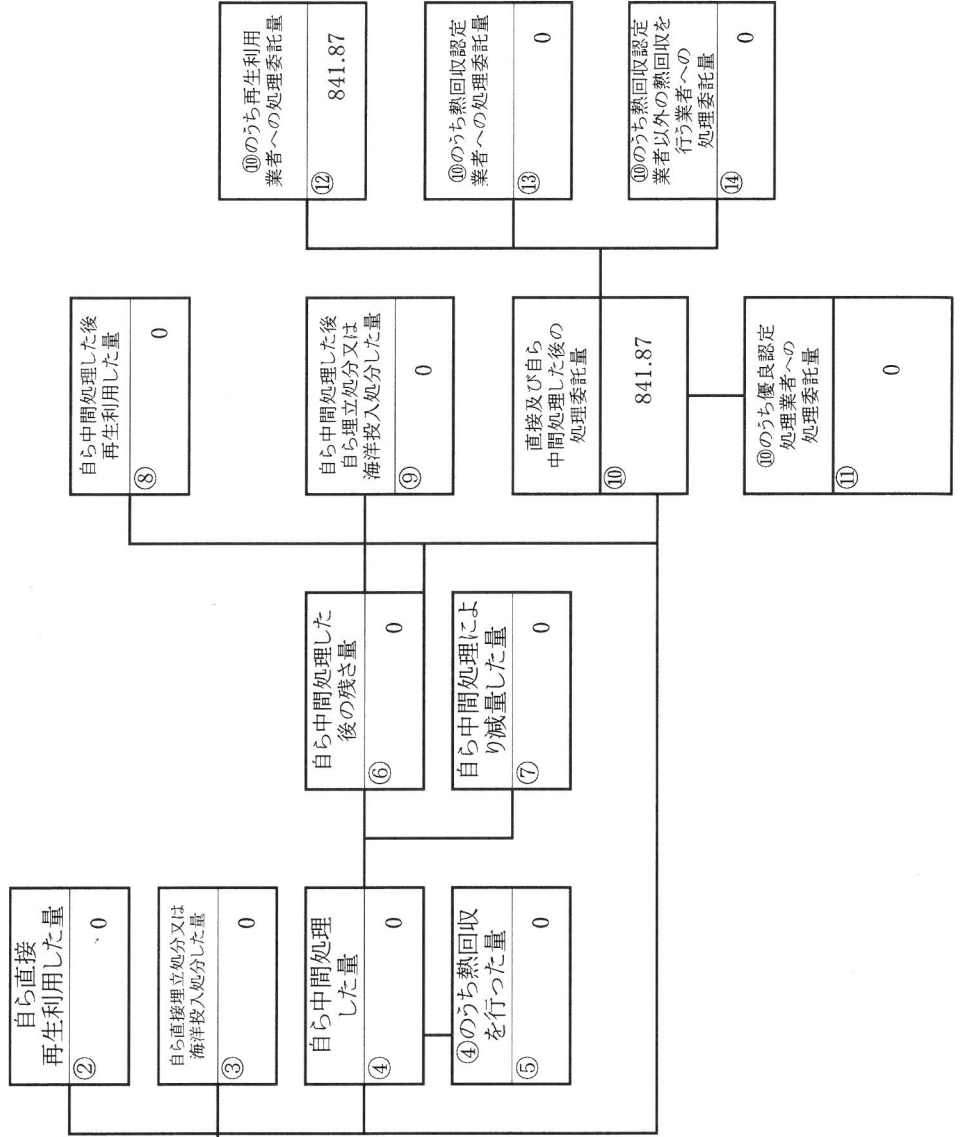 自ら直接
再生利用した量
②
0
自ら直接埋立処分又は
海洋投入処分した量
③
0
自ら中間処理
した量
④
0
④のうち熱回収
を行った量
⑤
0
自ら中間処理した
後の残さ量
⑥
0
自ら中間処理によ
り減量した量
⑦
0
自ら中間処理した後
再生利用した量
⑧
0
自ら中間処理した後
自ら埋立処分又は
海洋投入処分した量
⑨
0
直接及び自ら
中間処理した後の
処理委託量
⑩
841.87
⑩のうち優良認定
処理業者への
処理委託量
⑪
0
⑩のうち再生利用
業者への処理委託量
⑫
841.87
⑩のうち熱回収認定
業者への処理委託量
⑬
0
⑩のうち熱回収認定
業者以外の熱回収を
行う業者への
処理委託量
⑭
0